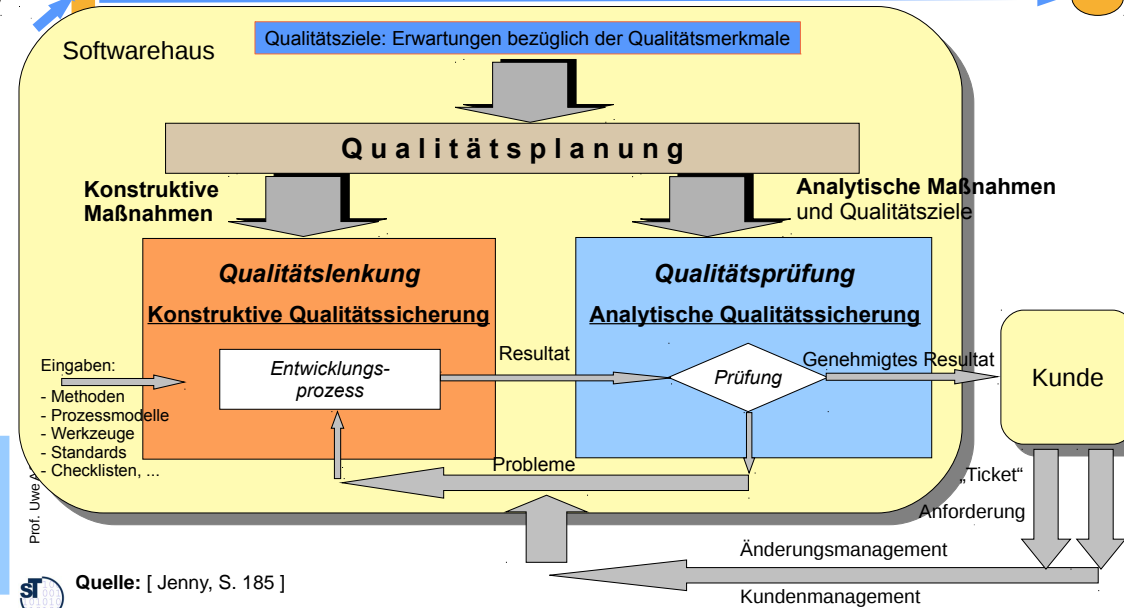 Softwarehaus
Qualitätsziele: Erwartungen bezüglich der Qualitätsmerkmale
Qualitätsplanung
Konstruktive
Maßnahmen
Analytische Maßnahmen
und Qualitätsziele
Qualitätslenkung
Konstruktive Qualitätssicherung
Qualitätsprüfung
Analytische Qualitätssicherung
Eingaben:
- Methoden
- Prozessmodelle
- Werkzeuge
- Standards
- Checklisten, ...
Entwicklungs-
prozess
Resultat
Prüfung
Genehmigtes Resultat
Kunde
Probleme
„Ticket“
Anforderung
Änderungsmanagement
Kundenmanagement
Prof. Uwe A
ST
Quelle: [ Jenny, S. 185 ]